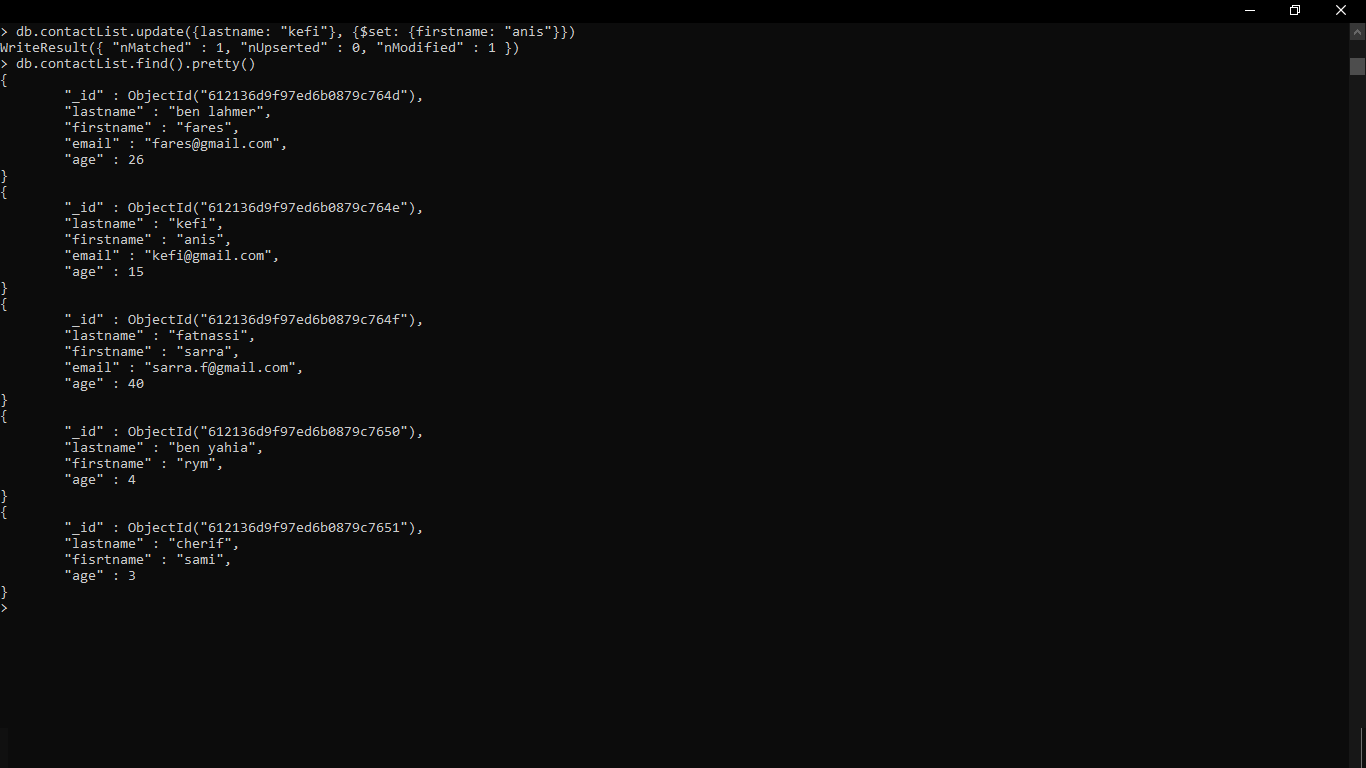 > db.contactList.update({lastname: "kefi"}, {$set: {firstname: "anis"}})
WriteResult({ "nMatched" : 1, "nUpserted" : 0, "nModified" : 1 })
> db.contactList.find().pretty()
{
        "_id" : ObjectId("612136d9f97ed6b0879c764d"),
        "lastname" : "ben lahmer",
        "firstname" : "fares",
        "email" : "fares@gmail.com",
        "age" : 26
}
{
        "_id" : ObjectId("612136d9f97ed6b0879c764e"),
        "lastname" : "kefi",
        "firstname" : "anis",
        "email" : "kefi@gmail.com",
        "age" : 15
}
{
        "_id" : ObjectId("612136d9f97ed6b0879c764f"),
        "lastname" : "fatnassi",
        "firstname" : "sarra",
        "email" : "sarra.f@gmail.com",
        "age" : 40
}
{
        "_id" : ObjectId("612136d9f97ed6b0879c7650"),
        "lastname" : "ben yahia",
        "firstname" : "rym",
        "age" : 4
}
{
        "_id" : ObjectId("612136d9f97ed6b0879c7651"),
        "lastname" : "cherif",
        "fisrtname" : "sami",
        "age" : 3
}
>